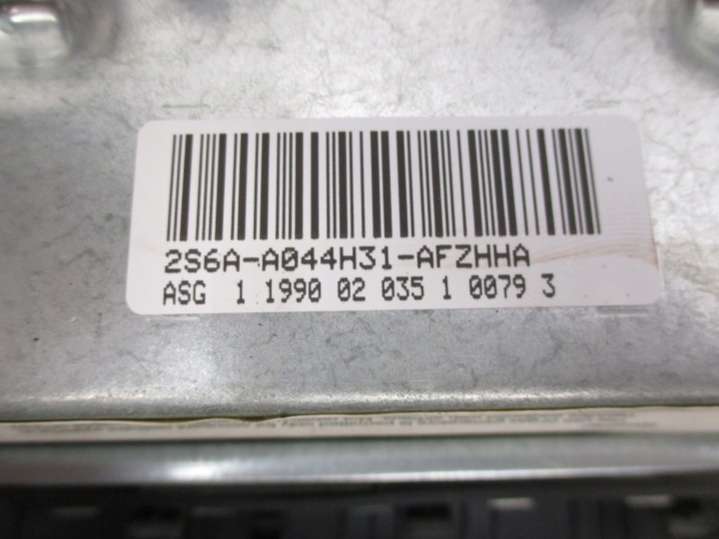 2S6A-A044H31-AFZHHA
ASG 1 1990 02 035 1 0079 3